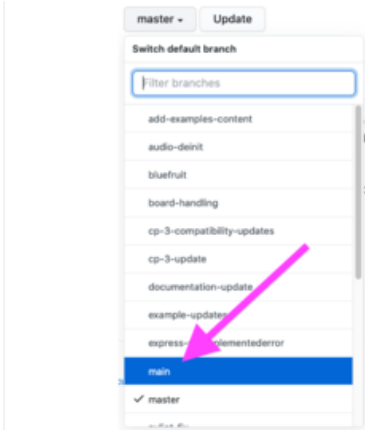 master
Update
Switch default branch
Filter branches
add-examples-content
audio-deinit
bluefruit
board-handling
cp-3-compatibility-updates
cp-3-update
documentation-update
example-updates
main
master